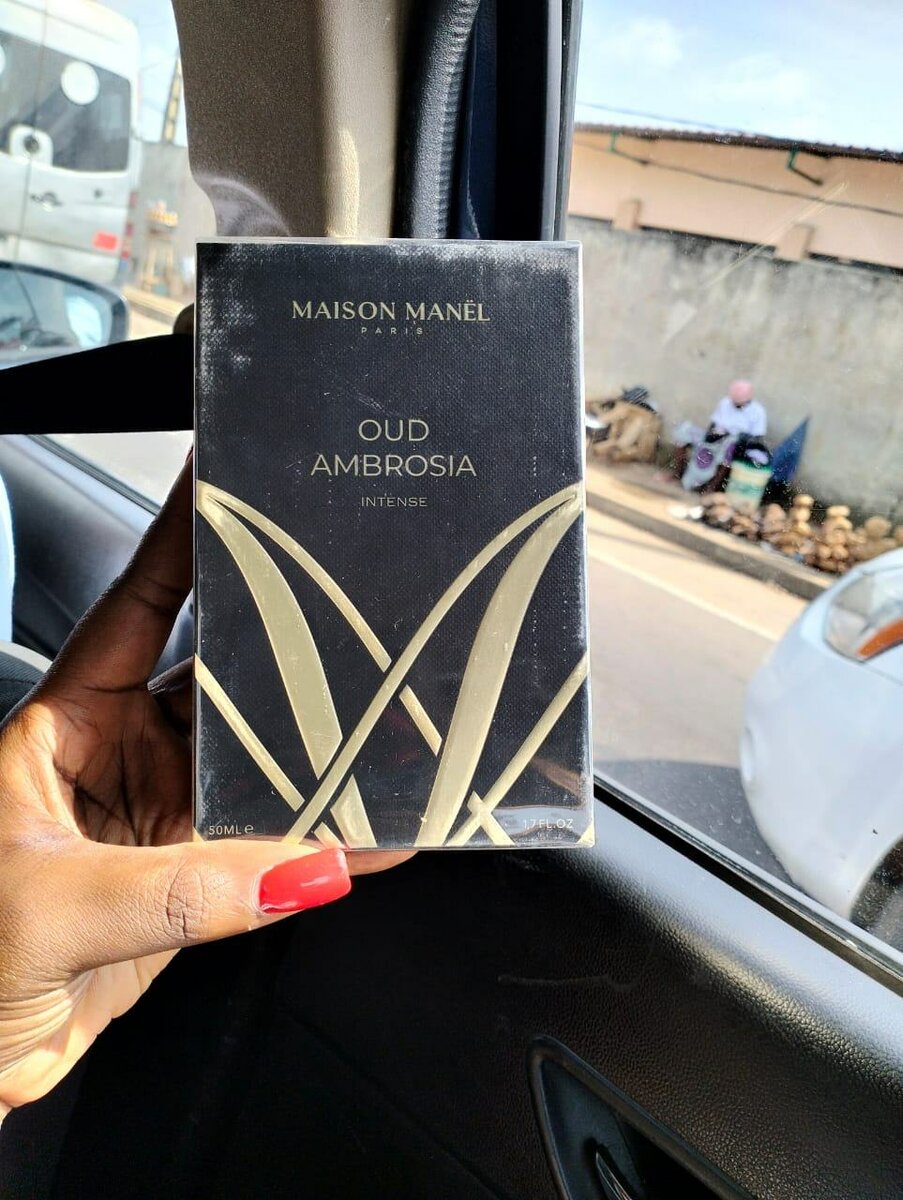 MAISON MANËL
PARIS
OUD
AMBROSIA
INTENSE
50ML e
1.7FL.OZ